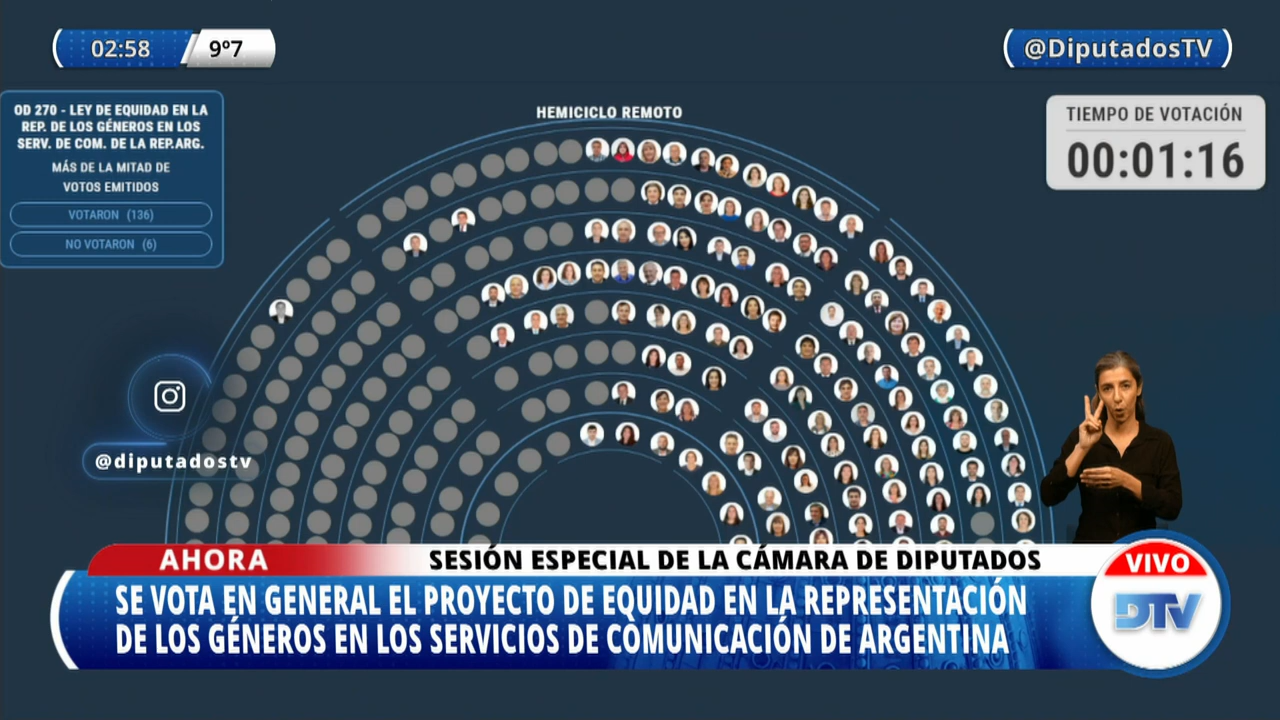 02:58
9º7
@DiputadosTV
OD 270 - LEY DE EQUIDAD EN LA
REP. DE LOS GÉNEROS EN LOS
SERV. DE COM. DE LA REP.ARG.
MÁS DE LA MITAD DE
VOTOS EMITIDOS
VOTARON (136)
NO VOTARON (6)
HEMICICLO REMOTO
TIEMPO DE VOTACIÓN
00:01:16
@diputadostv
AHORA
SESIÓN ESPECIAL DE LA CÁMARA DE DIPUTADOS
SE VOTA EN GENERAL EL PROYECTO DE EQUIDAD EN LA REPRESENTACIÓN
DE LOS GÉNEROS EN LOS SERVICIOS DE COMUNICACIÓN DE ARGENTINA
VIVO
DTV